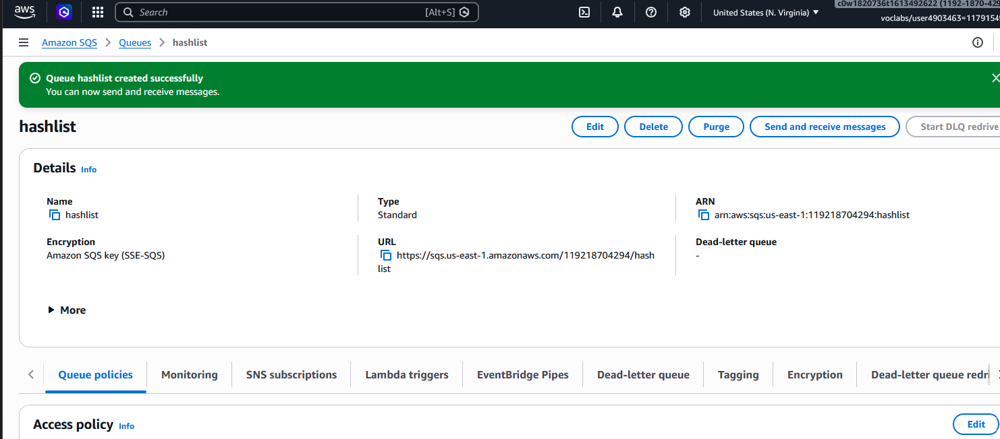 aws
Search [Alt+S]
United States (N. Virginia)
c0w1820736t1613492622 (1192-1870-429
voclabs/user4903463=1179154
Amazon SQS > Queues > hashlist
Queue hashlist created successfully
You can now send and receive messages.
hashlist
Edit Delete Purge Send and receive messages Start DLQ redrive
Details Info
Name
hashlist
Type
Standard
ARN
arn:aws:sqs:us-east-1:119218704294:hashlist
Encryption
Amazon SQS key (SSE-SQS)
URL
https://sqs.us-east-1.amazonaws.com/119218704294/hash
list
Dead-letter queue
-
More
Queue policies Monitoring SNS subscriptions Lambda triggers EventBridge Pipes Dead-letter queue Tagging Encryption Dead-letter queue redri
Access policy Info
Edit